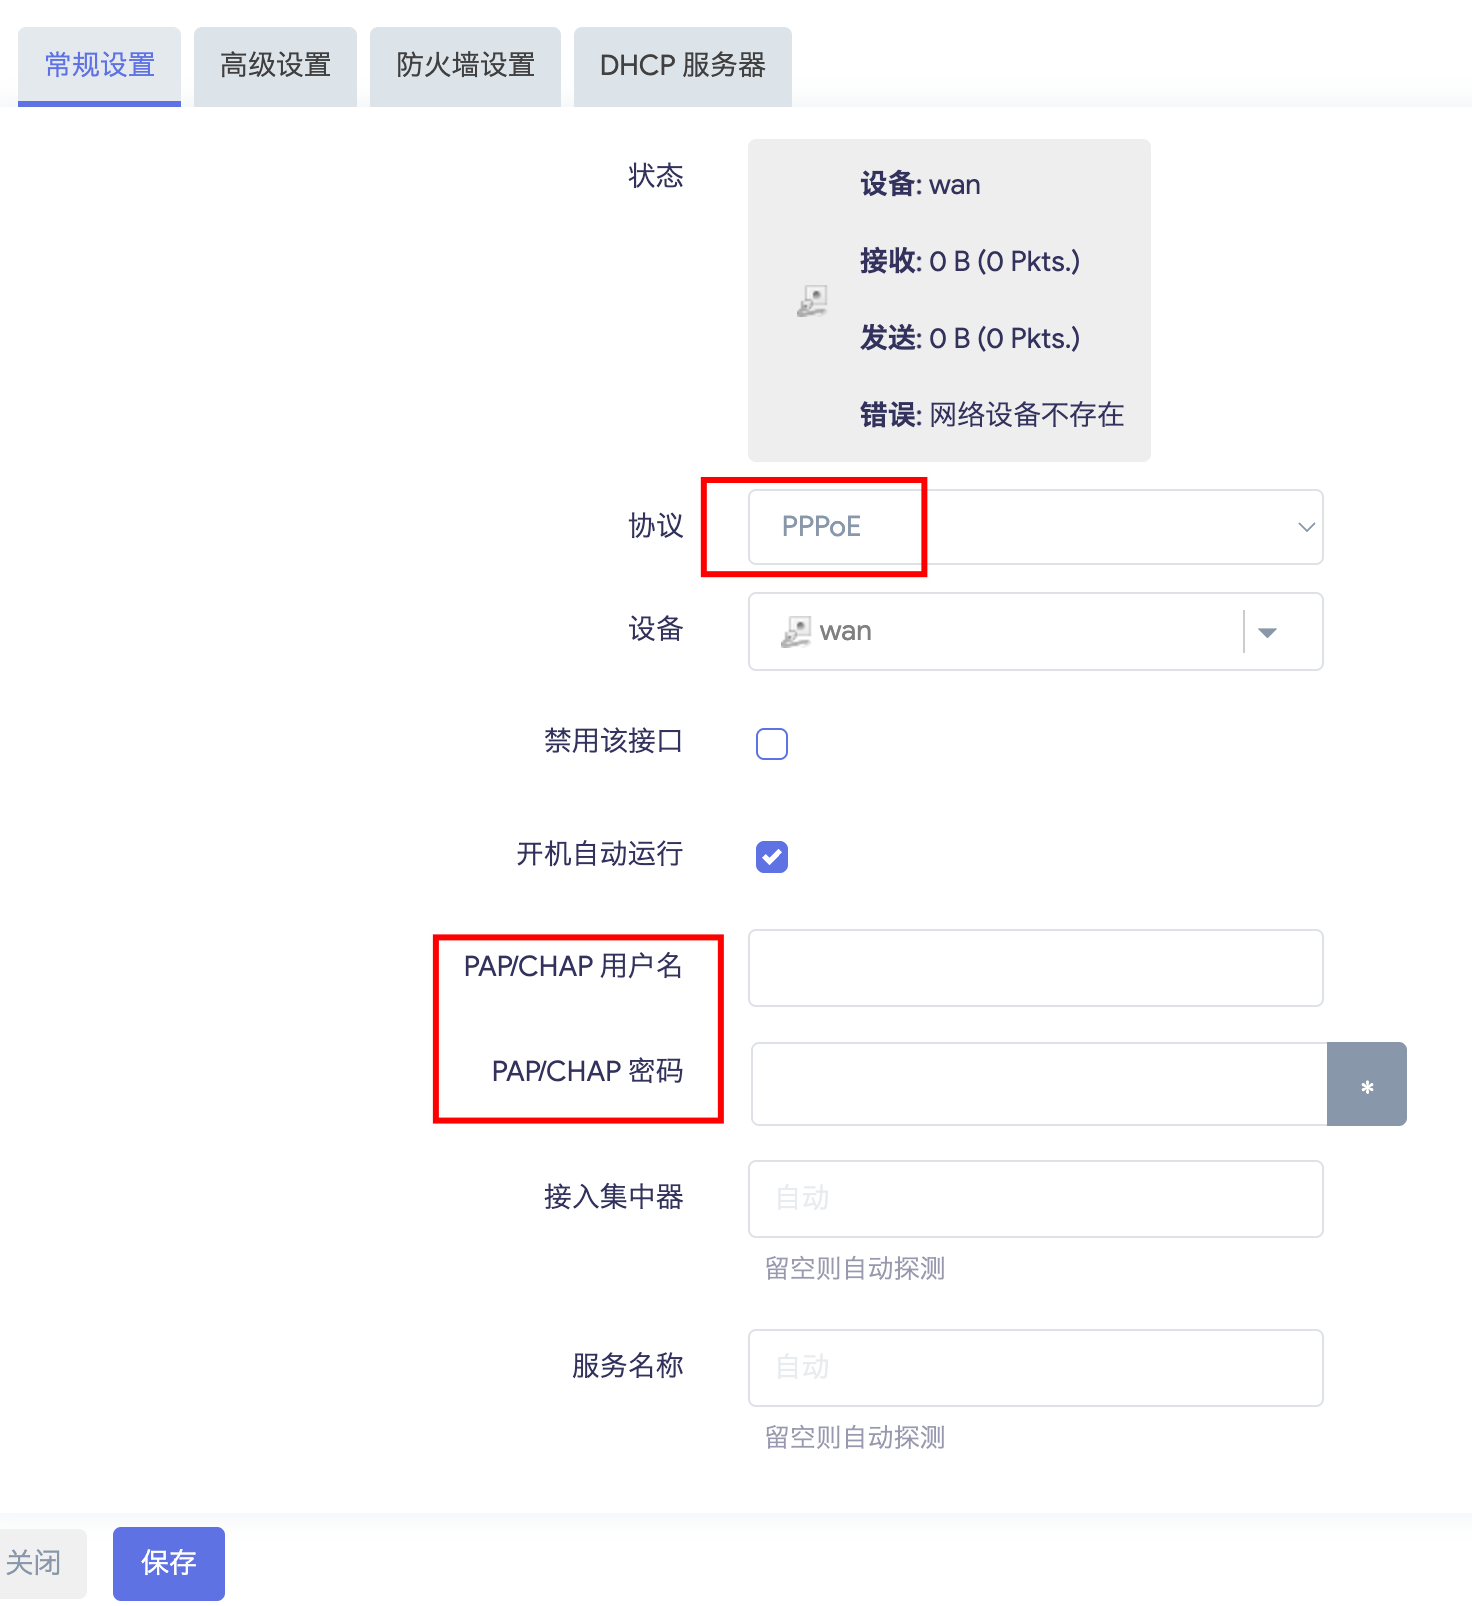 常规设置 高级设置 防火墙设置 DHCP 服务器
状态
设备: wan
接收: 0 B (0 Pkts.)
发送: 0 B (0 Pkts.)
错误: 网络设备不存在
协议 PPPoE
设备 wan
禁用该接口
开机自动运行
PAP/CHAP 用户名
PAP/CHAP 密码 *
接入集中器 自动
留空则自动探测
服务名称 自动
留空则自动探测
关闭 保存